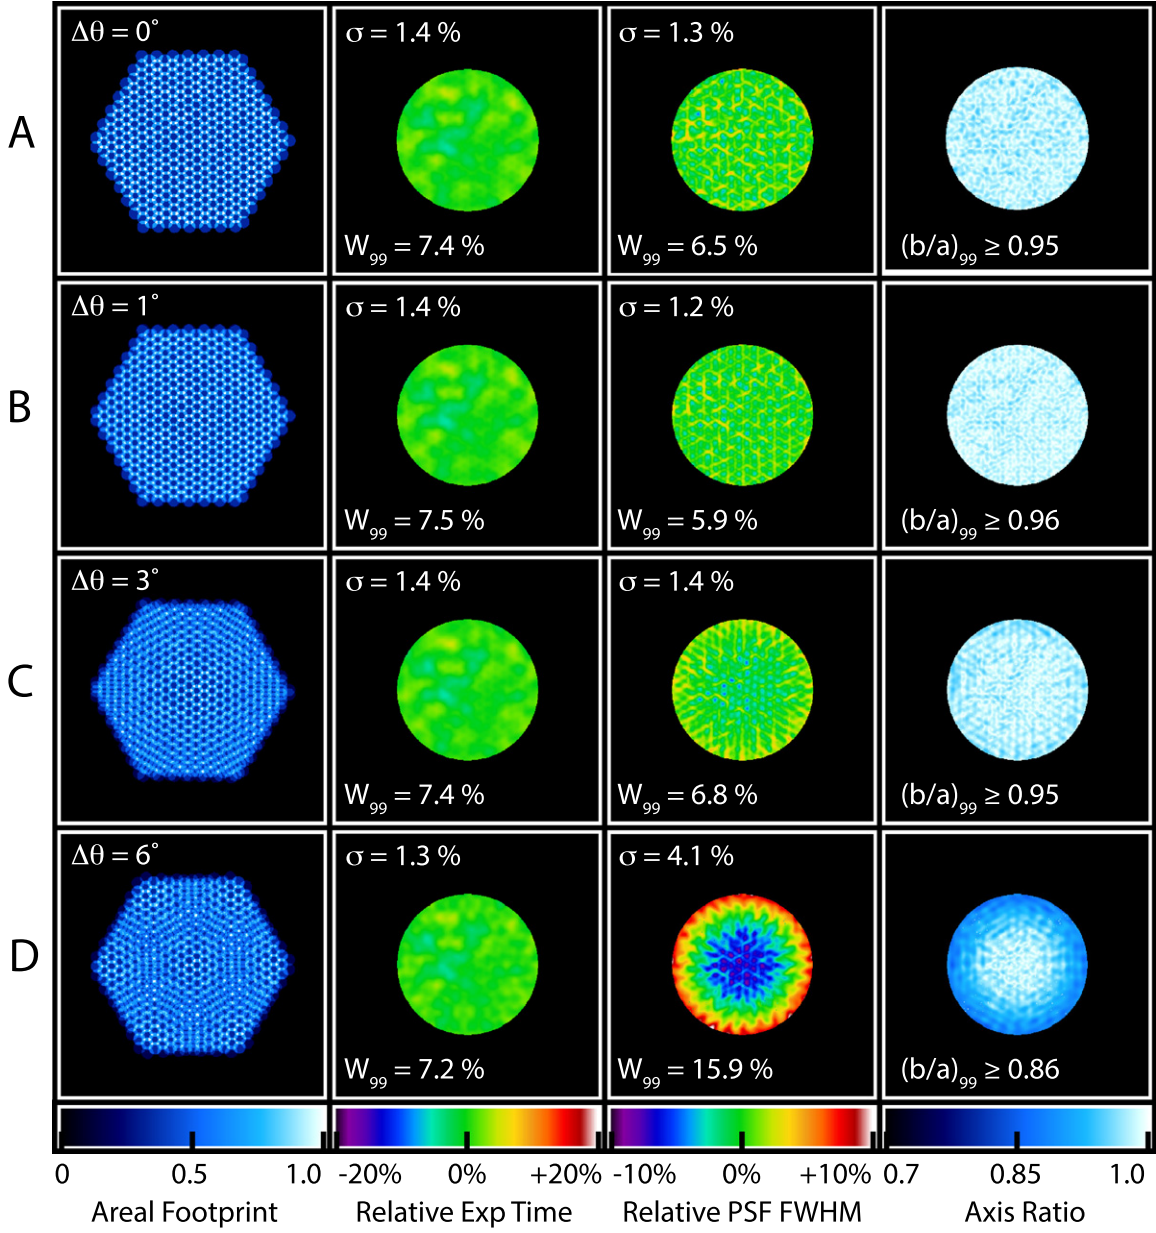 A
Δθ = 0°
σ = 1.4 %
W99 = 7.4 %
σ = 1.3 %
W99 = 6.5 %
(b/a)99 ≥ 0.95
B
Δθ = 1°
σ = 1.4 %
W99 = 7.5 %
σ = 1.2 %
W99 = 5.9 %
(b/a)99 ≥ 0.96
C
Δθ = 3°
σ = 1.4 %
W99 = 7.4 %
σ = 1.4 %
W99 = 6.8 %
(b/a)99 ≥ 0.95
D
Δθ = 6°
σ = 1.3 %
W99 = 7.2 %
σ = 4.1 %
W99 = 15.9 %
(b/a)99 ≥ 0.86
0 0.5 1.0
Areal Footprint
-20% 0% +20%
Relative Exp Time
-10% 0% +10%
Relative PSF FWHM
0.7 0.85 1.0
Axis Ratio